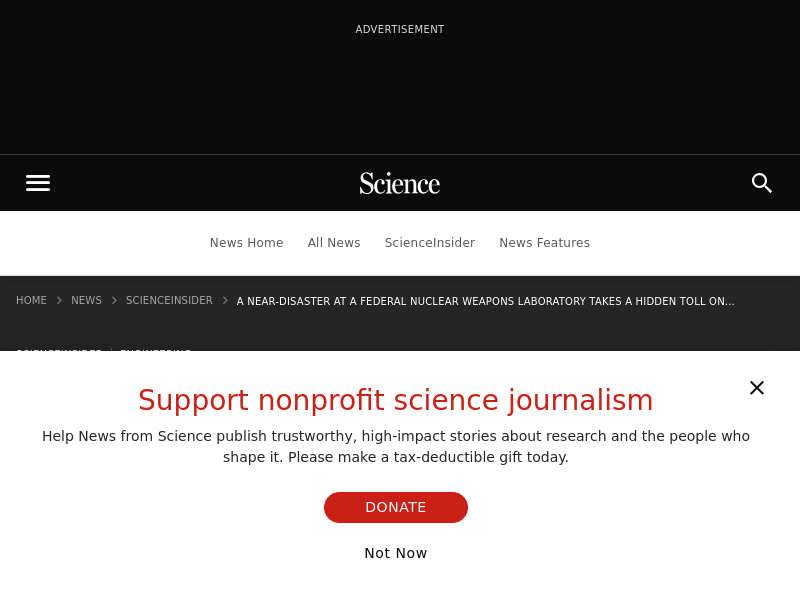 ADVERTISEMENT
Science
News Home All News ScienceInsider News Features
HOME NEWS SCIENCEINSIDER A NEAR-DISASTER AT A FEDERAL NUCLEAR WEAPONS LABORATORY TAKES A HIDDEN TOLL ON...
SCIENCEINSIDER ENGINEERING
Support nonprofit science journalism
Help News from Science publish trustworthy, high-impact stories about research and the people who
shape it. Please make a tax-deductible gift today.
DONATE
Not Now